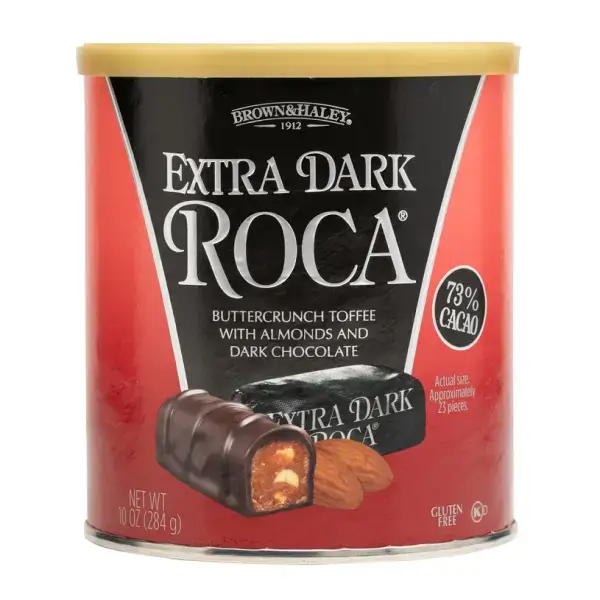 BROWN&HALEY®
1912
EXTRA DARK
ROCA®
BUTTERCRUNCH TOFFEE
WITH ALMONDS AND
DARK CHOCOLATE
73%
CACAO
Actual size.
Approximately
23 pieces.
EXTRA DARK
ROCA®
NET WT
10 OZ (284 g)
GLUTEN
FREE
K D